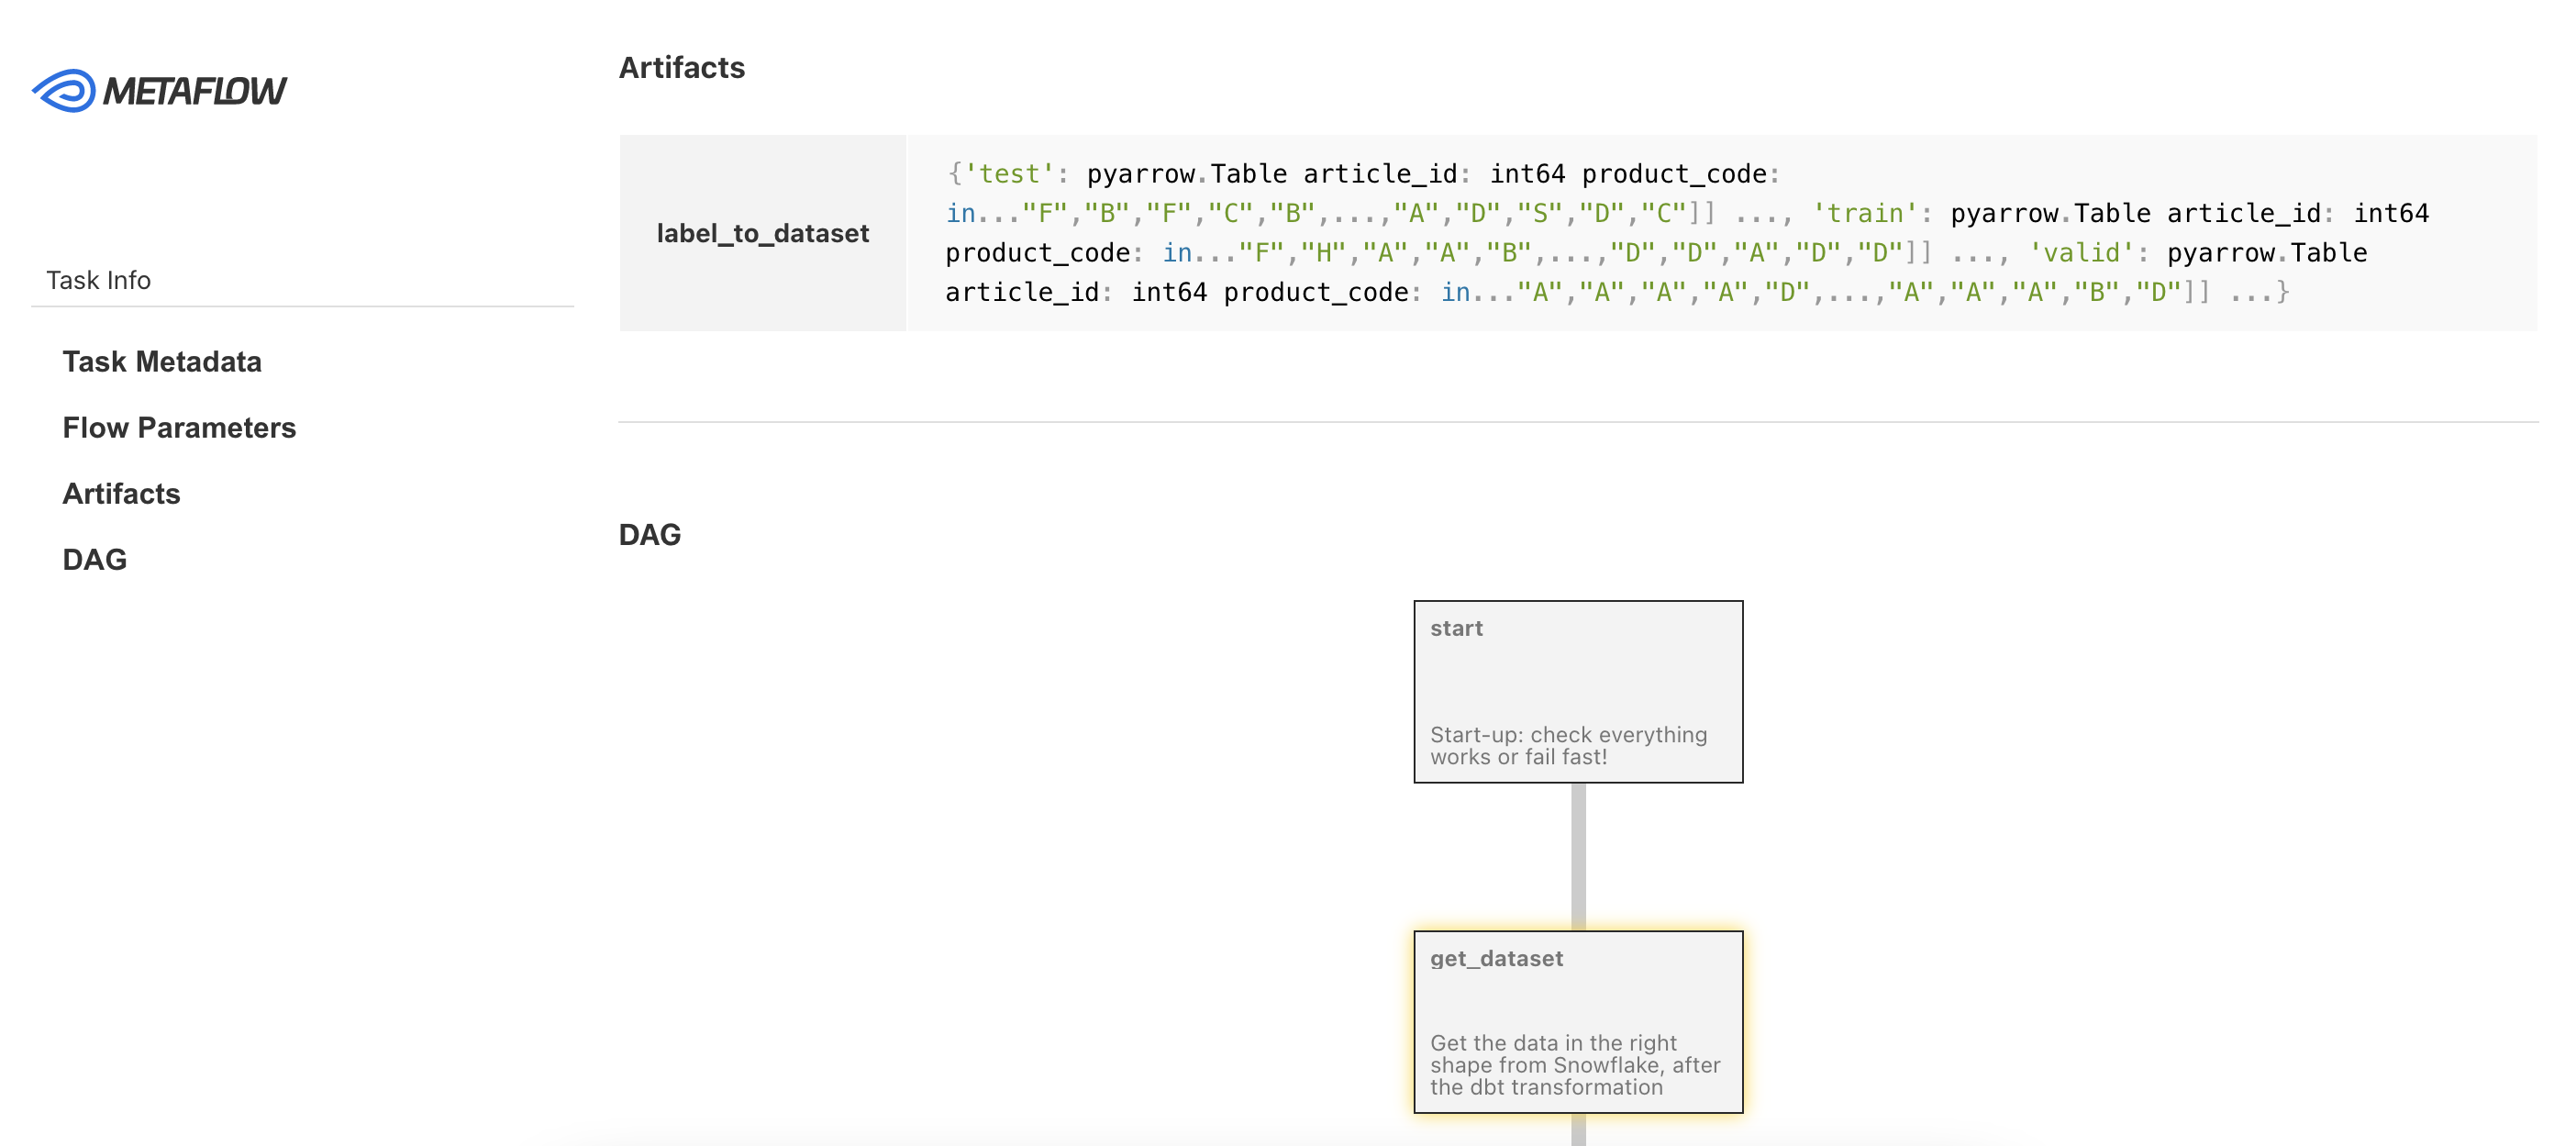 METAFLOW
Task Info
Task Metadata
Flow Parameters
Artifacts
DAG
Artifacts
label_to_dataset
{'test': pyarrow.Table article_id: int64 product_code:
in..."F","B","F","C","B",...,"A","D","S","D","C"]] ..., 'train': pyarrow.Table article_id: int64
product_code: in..."F","H","A","A","B",...,"D","D","A","D","D"]] ..., 'valid': pyarrow.Table
article_id: int64 product_code: in..."A","A","A","A","D",...,"A","A","A","B","D"]] ...}
DAG
start
Start-up: check everything
works or fail fast!
get_dataset
Get the data in the right
shape from Snowflake, after
the dbt transformation